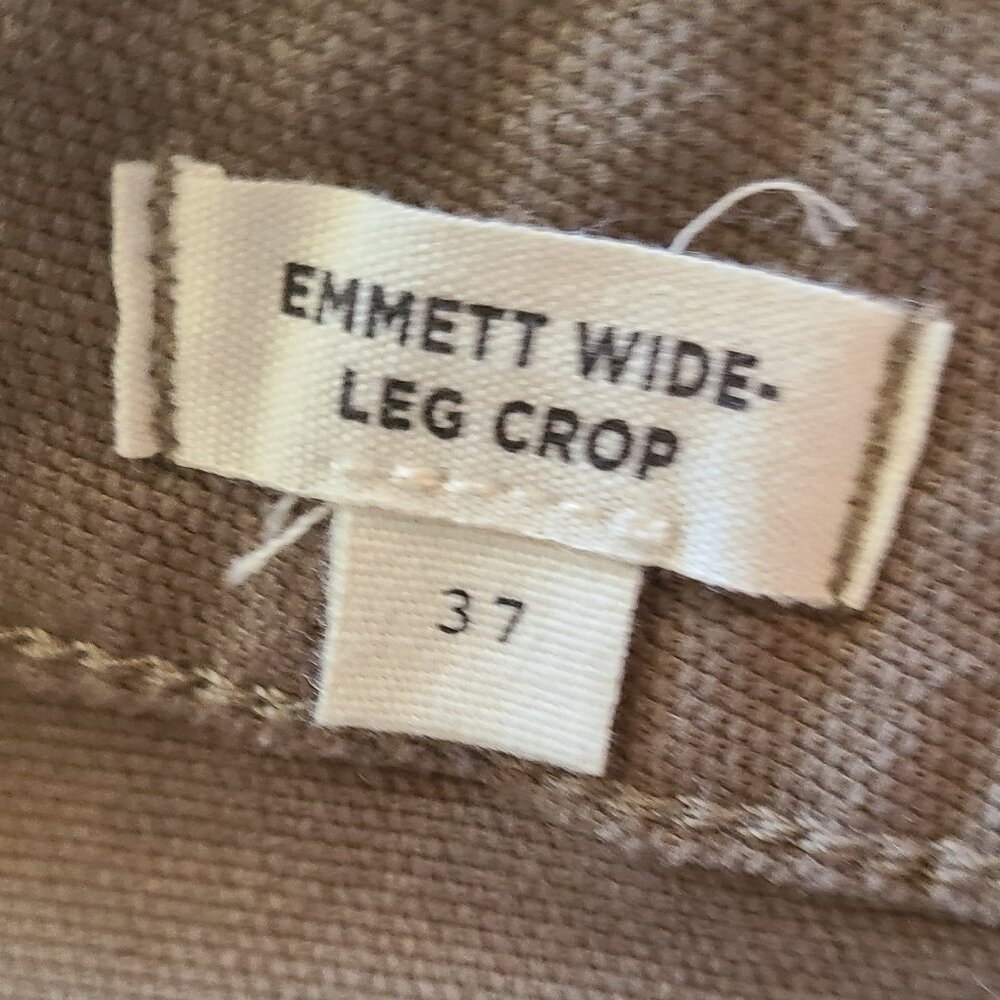 EMMETT WIDE-
LEG CROP
37